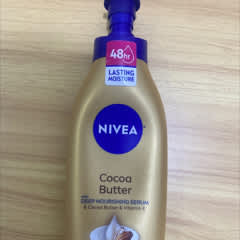 48hr
LASTING
MOISTURE
NIVEA
Cocoa
Butter
DEEP NOURISHING SERUM
& Cocoa Butter & Vitamin E